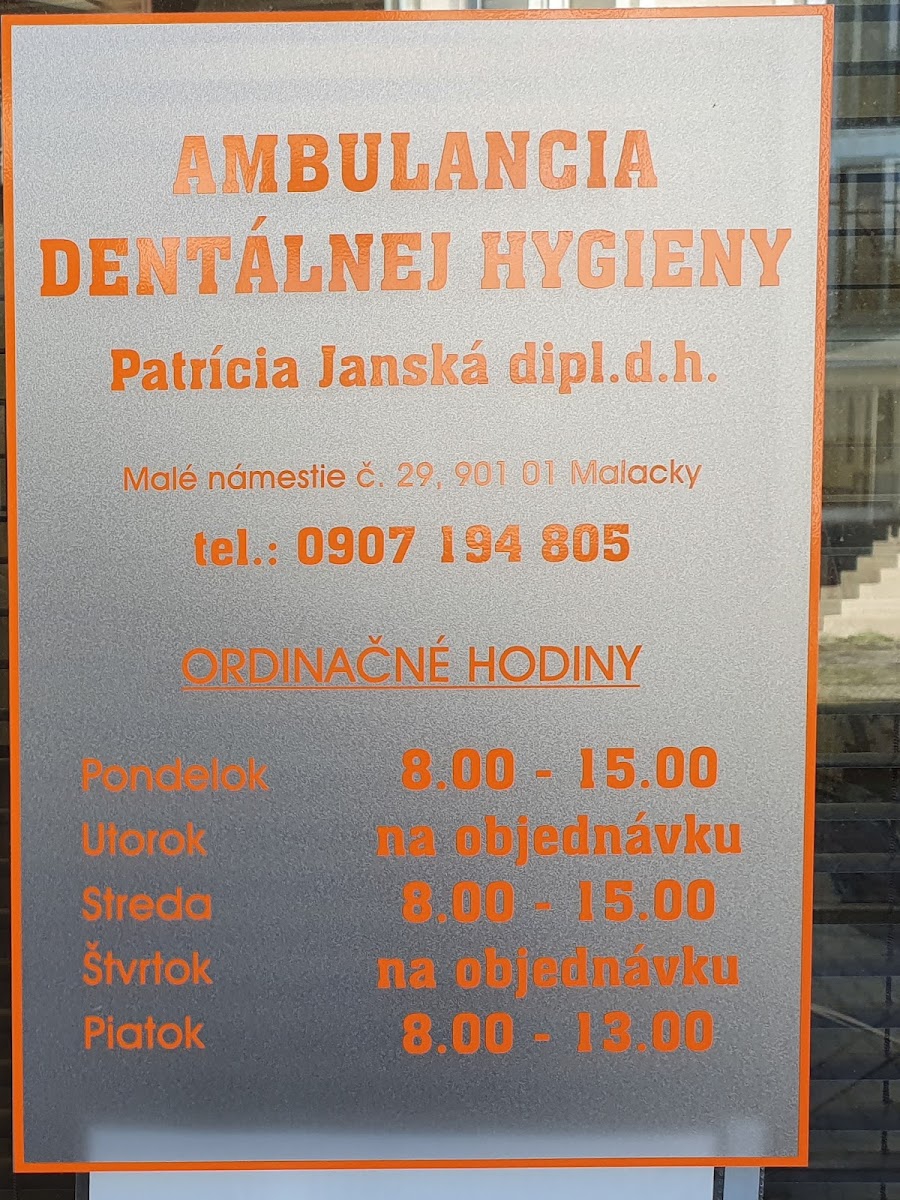 AMBULANCIA
DENTÁLNEJ HYGIENY
Patrícia Janská dipl.d.h.
Malé námestie č. 29, 901 01 Malacky
tel.: 0907 194 805
ORDINAČNÉ HODINY
Pondelok 8.00 - 15.00
Utorok na objednávku
Streda 8.00 - 15.00
Štvrtok na objednávku
Piatok 8.00 - 13.00